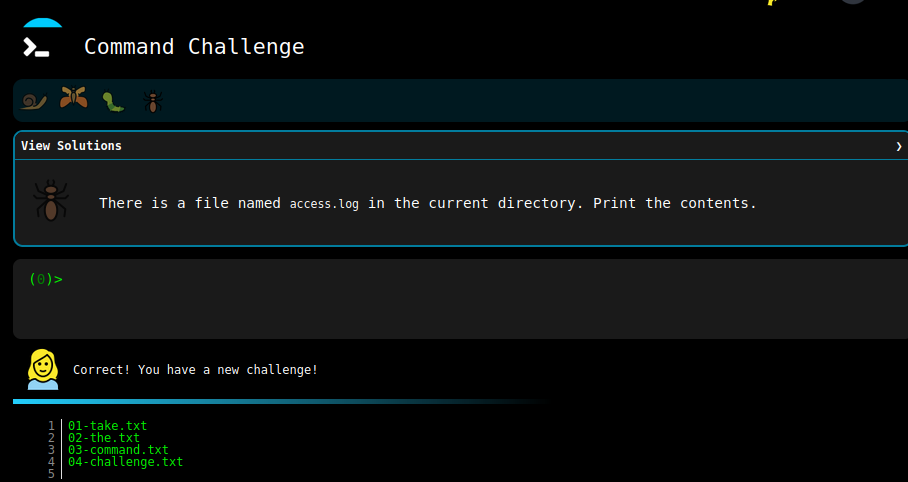 Command Challenge
View Solutions ❯
There is a file named access.log in the current directory. Print the contents.
(0)>
Correct! You have a new challenge!
1 01-take.txt
2 02-the.txt
3 03-command.txt
4 04-challenge.txt
5